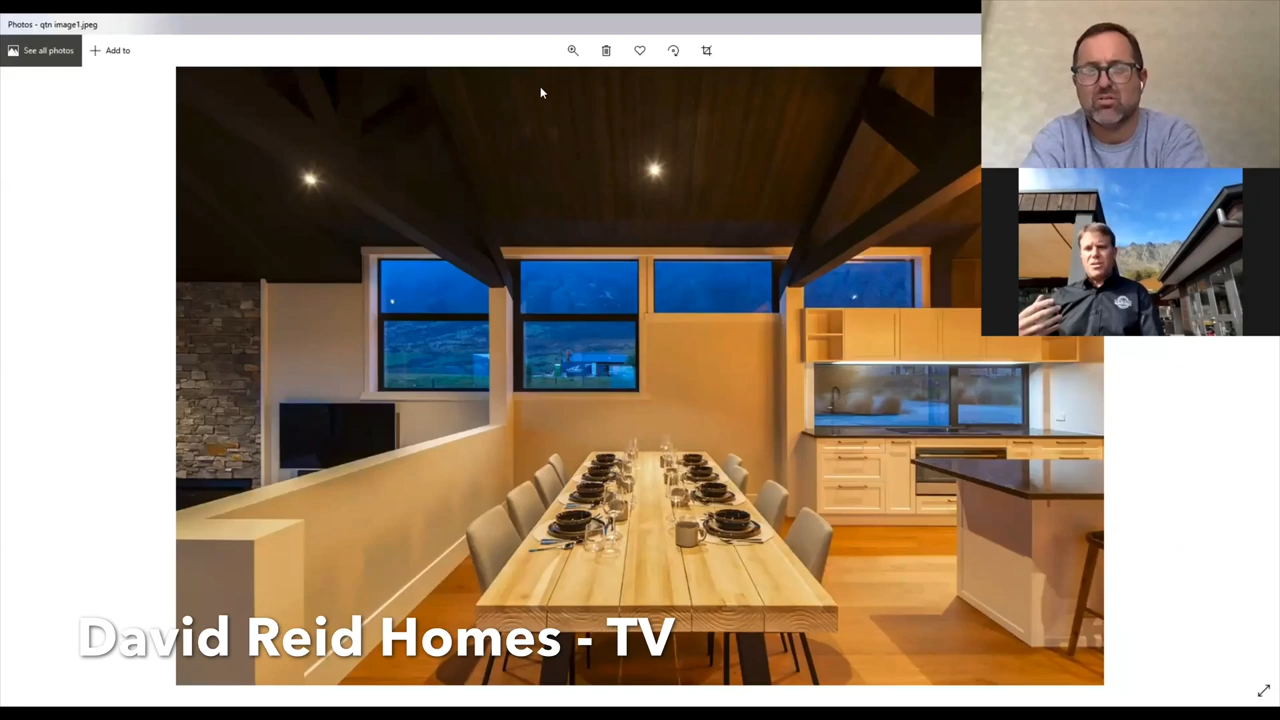 Photos - qtn image1.jpeg
See all photos
Add to
David Reid Homes - TV